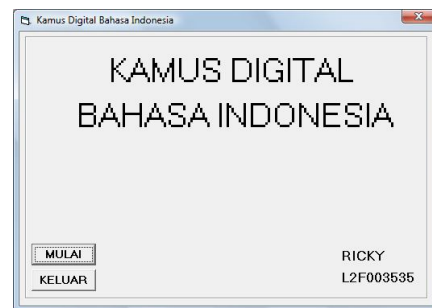 Kamus Digital Bahasa Indonesia
KAMUS DIGITAL
BAHASA INDONESIA
MULAI
KELUAR
RICKY
L2F003535